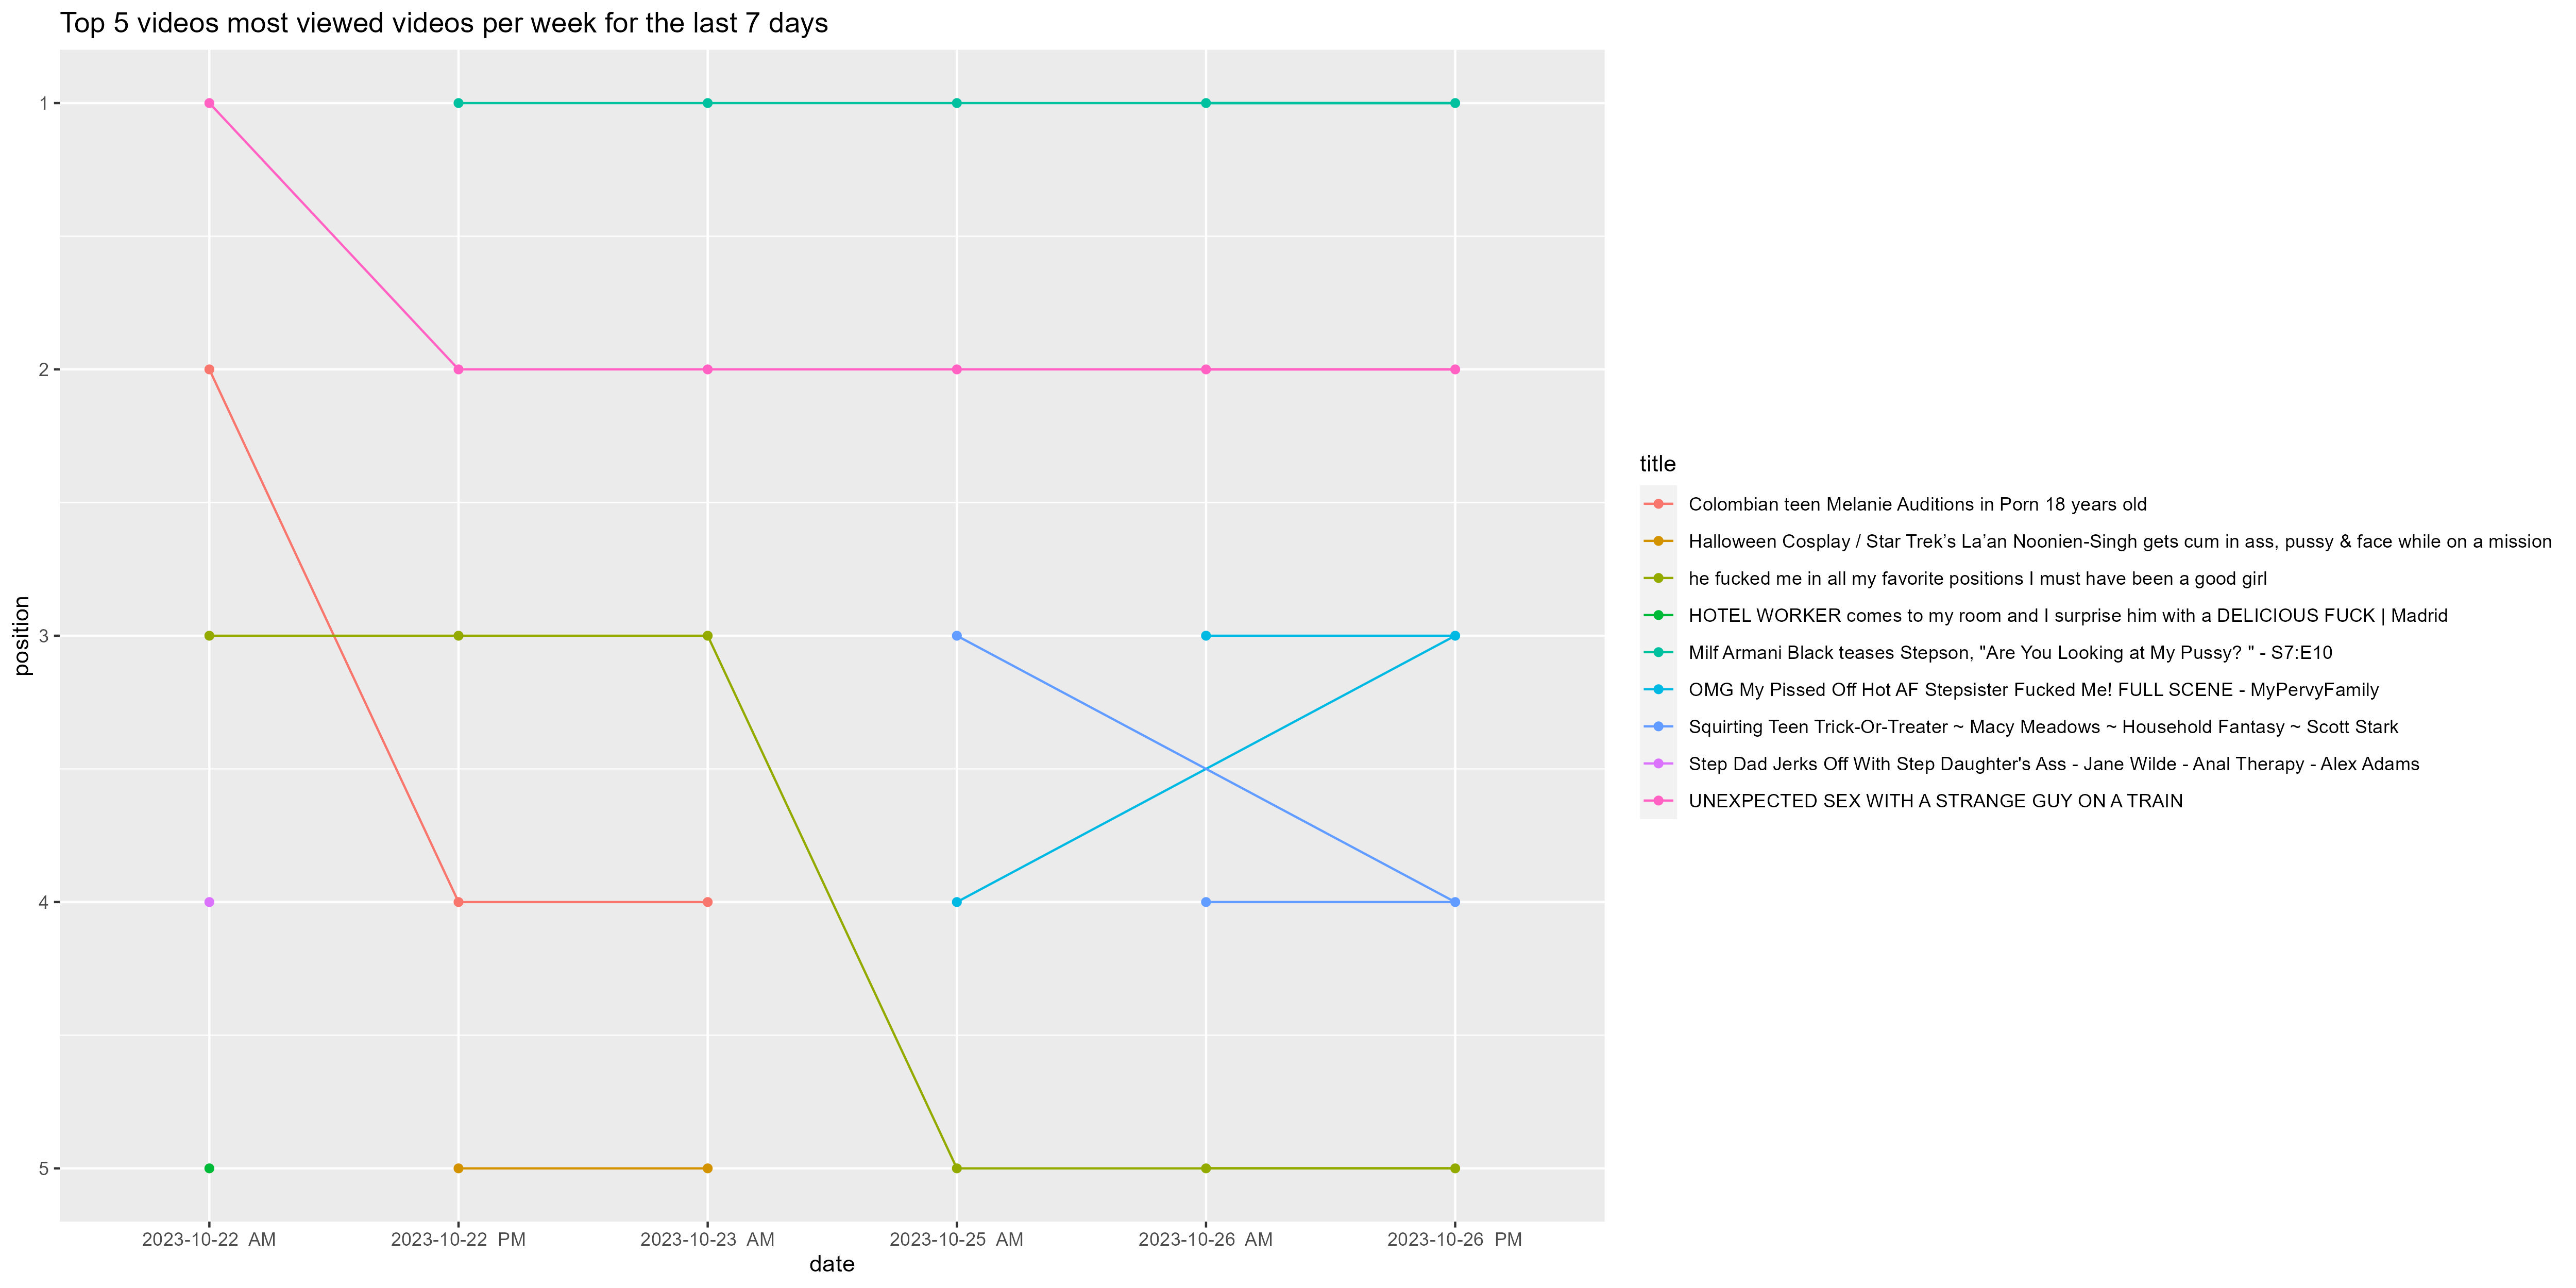 Top 5 videos most viewed videos per week for the last 7 days
1
2
3
4
5
position
2023-10-22 AM
2023-10-22 PM
2023-10-23 AM
2023-10-25 AM
2023-10-26 AM
2023-10-26 PM
date
title
Colombian teen Melanie Auditions in Porn 18 years old
Halloween Cosplay / Star Trek’s La’an Noonien-Singh gets cum in ass, pussy & face while on a mission
he fucked me in all my favorite positions I must have been a good girl
HOTEL WORKER comes to my room and I surprise him with a DELICIOUS FUCK | Madrid
Milf Armani Black teases Stepson, "Are You Looking at My Pussy? " - S7:E10
OMG My Pissed Off Hot AF Stepsister Fucked Me! FULL SCENE - MyPervyFamily
Squirting Teen Trick-Or-Treater ~ Macy Meadows ~ Household Fantasy ~ Scott Stark
Step Dad Jerks Off With Step Daughter's Ass - Jane Wilde - Anal Therapy - Alex Adams
UNEXPECTED SEX WITH A STRANGE GUY ON A TRAIN